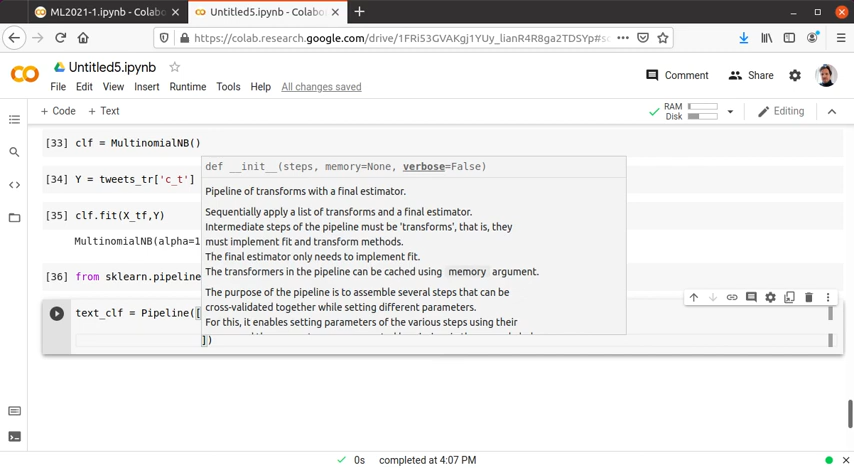 ML2021-1.ipynb - Colabo
Untitled5.ipynb - Colabo
https://colab.research.google.com/drive/1FRi53GVAKgj1YUy_lianR4R8ga2TDSYp#sc
Untitled5.ipynb
File Edit View Insert Runtime Tools Help All changes saved
Comment Share
+ Code + Text
RAM
Disk
Editing
[33] clf = MultinomialNB()
def __init__(steps, memory=None, verbose=False)
[34] Y = tweets_tr['c_t']
Pipeline of transforms with a final estimator.
Sequentially apply a list of transforms and a final estimator.
[35] clf.fit(X_tf,Y)
Intermediate steps of the pipeline must be 'transforms', that is, they
must implement fit and transform methods.
MultinomialNB(alpha=1
The final estimator only needs to implement fit.
The transformers in the pipeline can be cached using memory argument.
[36] from sklearn.pipeline
The purpose of the pipeline is to assemble several steps that can be
cross-validated together while setting different parameters.
For this, it enables setting parameters of the various steps using their
text_clf = Pipeline([
])
0s completed at 4:07 PM